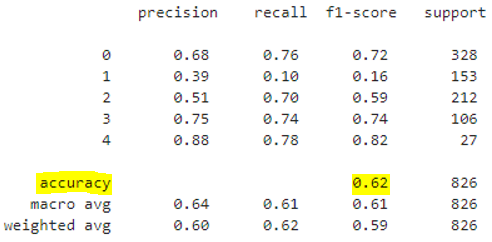 precision recall f1-score support
0 0.68 0.76 0.72 328
1 0.39 0.10 0.16 153
2 0.51 0.70 0.59 212
3 0.75 0.74 0.74 106
4 0.88 0.78 0.82 27
accuracy 0.62 826
macro avg 0.64 0.61 0.61 826
weighted avg 0.60 0.62 0.59 826